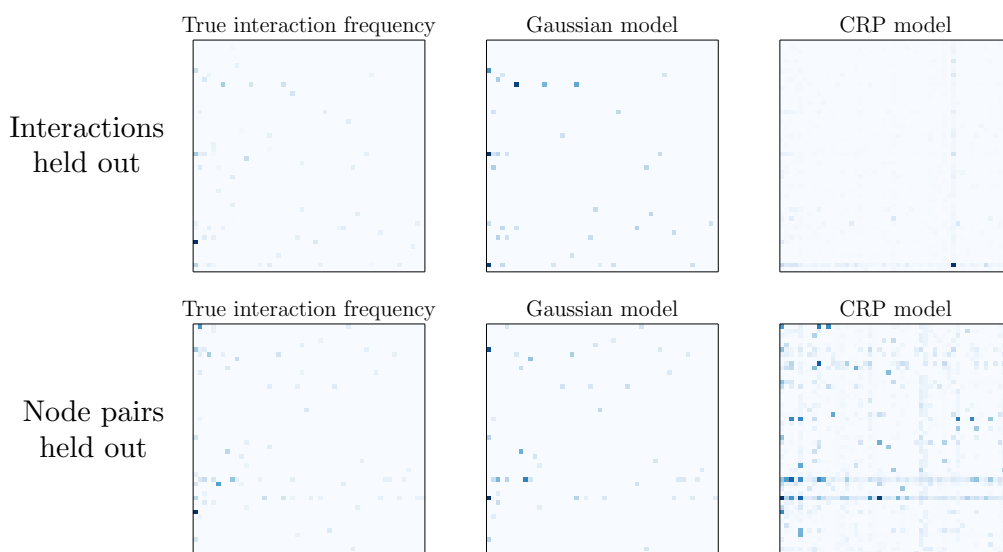 True interaction frequency
Gaussian model
CRP model
Interactions
held out
True interaction frequency
Gaussian model
CRP model
Node pairs
held out